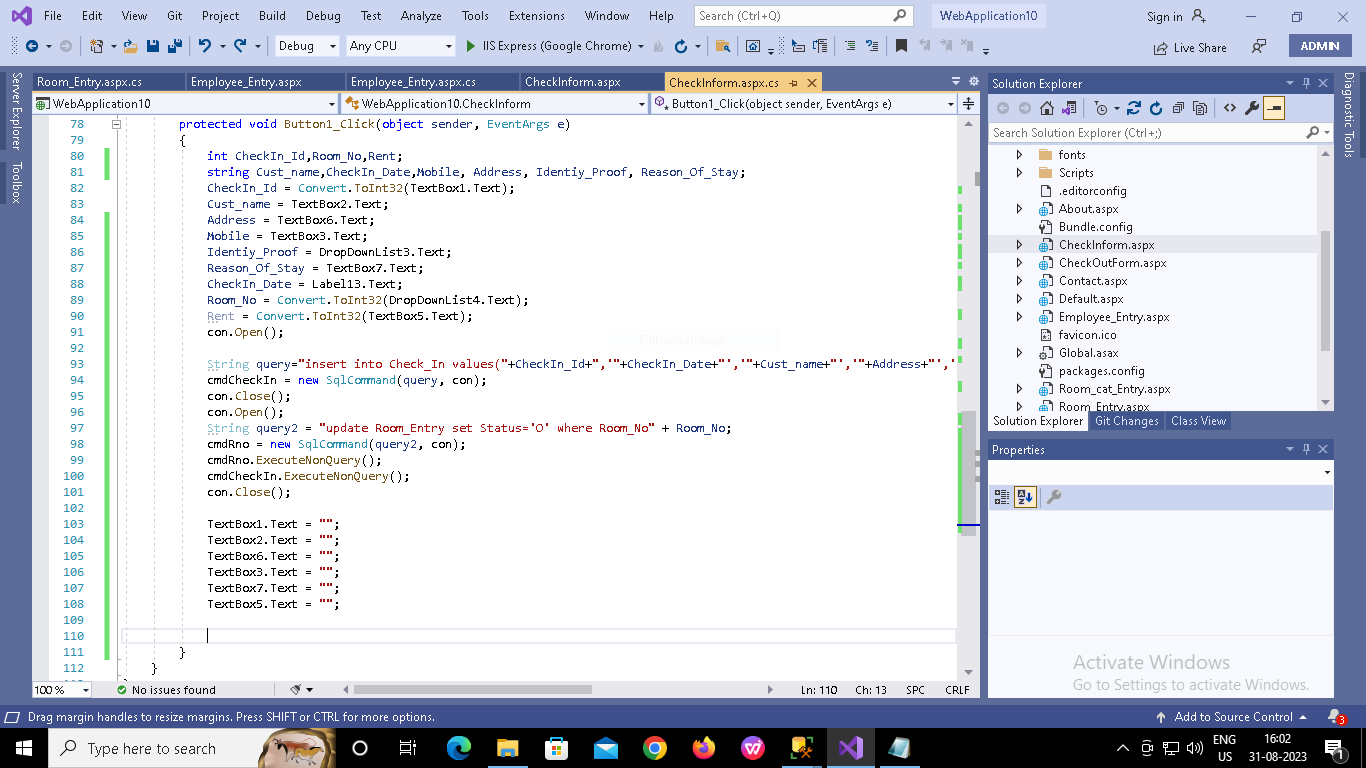 File Edit View Git Project Build Debug Test Analyze Tools Extensions Window Help Search (Ctrl+Q) WebApplication10 Sign in
Debug Any CPU IIS Express (Google Chrome) Live Share ADMIN
Server Explorer
Toolbox
Room_Entry.aspx.cs Employee_Entry.aspx Employee_Entry.aspx.cs CheckInform.aspx CheckInform.aspx.cs
WebApplication10 WebApplication10.CheckInform Button1_Click(object sender, EventArgs e)
78 protected void Button1_Click(object sender, EventArgs e)
79 {
80 int CheckIn_Id,Room_No,Rent;
81 string Cust_name,CheckIn_Date,Mobile, Address, Identiy_Proof, Reason_Of_Stay;
82 CheckIn_Id = Convert.ToInt32(TextBox1.Text);
83 Cust_name = TextBox2.Text;
84 Address = TextBox6.Text;
85 Mobile = TextBox3.Text;
86 Identiy_Proof = DropDownList3.Text;
87 Reason_Of_Stay = TextBox7.Text;
88 CheckIn_Date = Label13.Text;
89 Room_No = Convert.ToInt32(DropDownList4.Text);
90 Rent = Convert.ToInt32(TextBox5.Text);
91 con.Open();
92
93 String query="insert into Check_In values("+CheckIn_Id+",'"+CheckIn_Date+"','"+Cust_name+"','"+Address+"','
94 cmdCheckIn = new SqlCommand(query, con);
95 con.Close();
96 con.Open();
97 String query2 = "update Room_Entry set Status='O' where Room_No" + Room_No;
98 cmdRno = new SqlCommand(query2, con);
99 cmdRno.ExecuteNonQuery();
100 cmdCheckIn.ExecuteNonQuery();
101 con.Close();
102
103 TextBox1.Text = "";
104 TextBox2.Text = "";
105 TextBox6.Text = "";
106 TextBox3.Text = "";
107 TextBox7.Text = "";
108 TextBox5.Text = "";
109
110
111 }
112 }
100 % No issues found Ln: 110 Ch: 13 SPC CRLF
Solution Explorer
Search Solution Explorer (Ctrl+;)
fonts
Scripts
.editorconfig
About.aspx
Bundle.config
CheckInform.aspx
CheckOutForm.aspx
Contact.aspx
Default.aspx
Employee_Entry.aspx
favicon.ico
Global.asax
packages.config
Room_cat_Entry.aspx
Room_Entry.aspx
Solution Explorer Git Changes Class View
Properties
Diagnostic Tools
Activate Windows
Go to Settings to activate Windows.
Drag margin handles to resize margins. Press SHIFT or CTRL for more options. Add to Source Control 3
Type here to search
ENG
US
16:02
31-08-2023
1